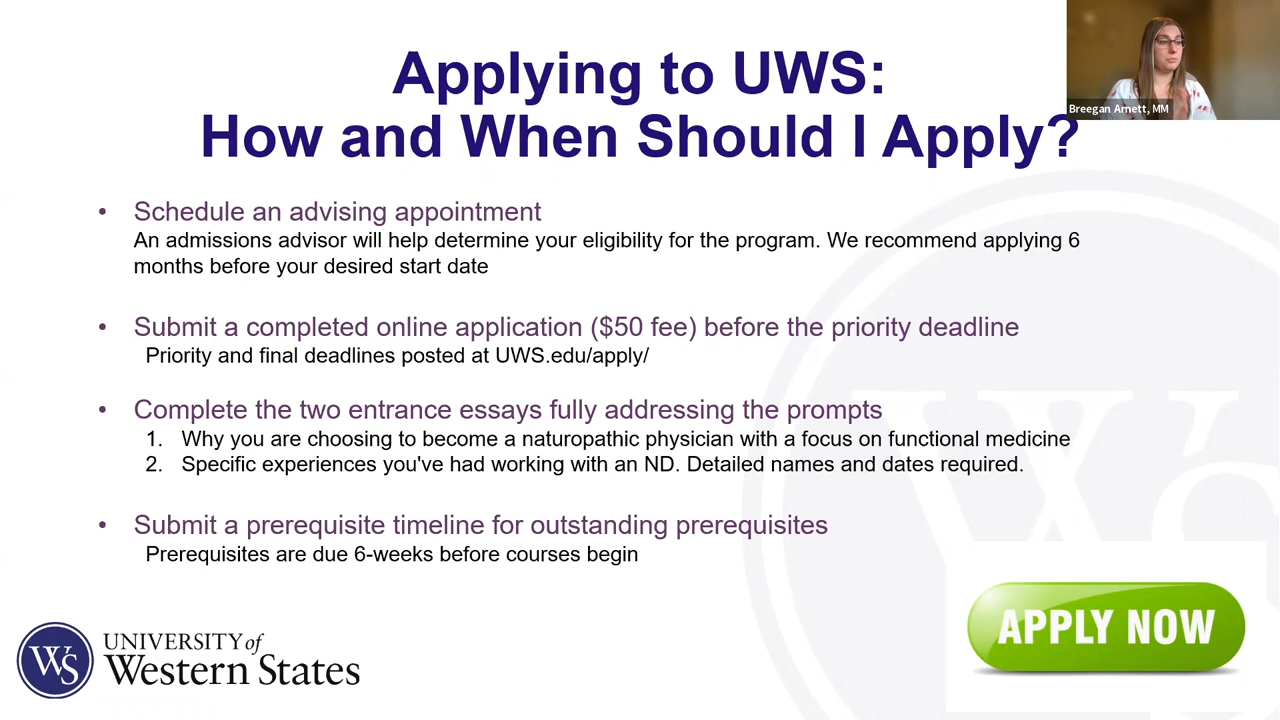 Applying to UWS:
How and When Should I Apply?
Breegan Arnett, MM
• Schedule an advising appointment
An admissions advisor will help determine your eligibility for the program. We recommend applying 6
months before your desired start date
• Submit a completed online application ($50 fee) before the priority deadline
Priority and final deadlines posted at UWS.edu/apply/
• Complete the two entrance essays fully addressing the prompts
1. Why you are choosing to become a naturopathic physician with a focus on functional medicine
2. Specific experiences you've had working with an ND. Detailed names and dates required.
• Submit a prerequisite timeline for outstanding prerequisites
Prerequisites are due 6-weeks before courses begin
WS
UNIVERSITY of
Western States
APPLY NOW
WS